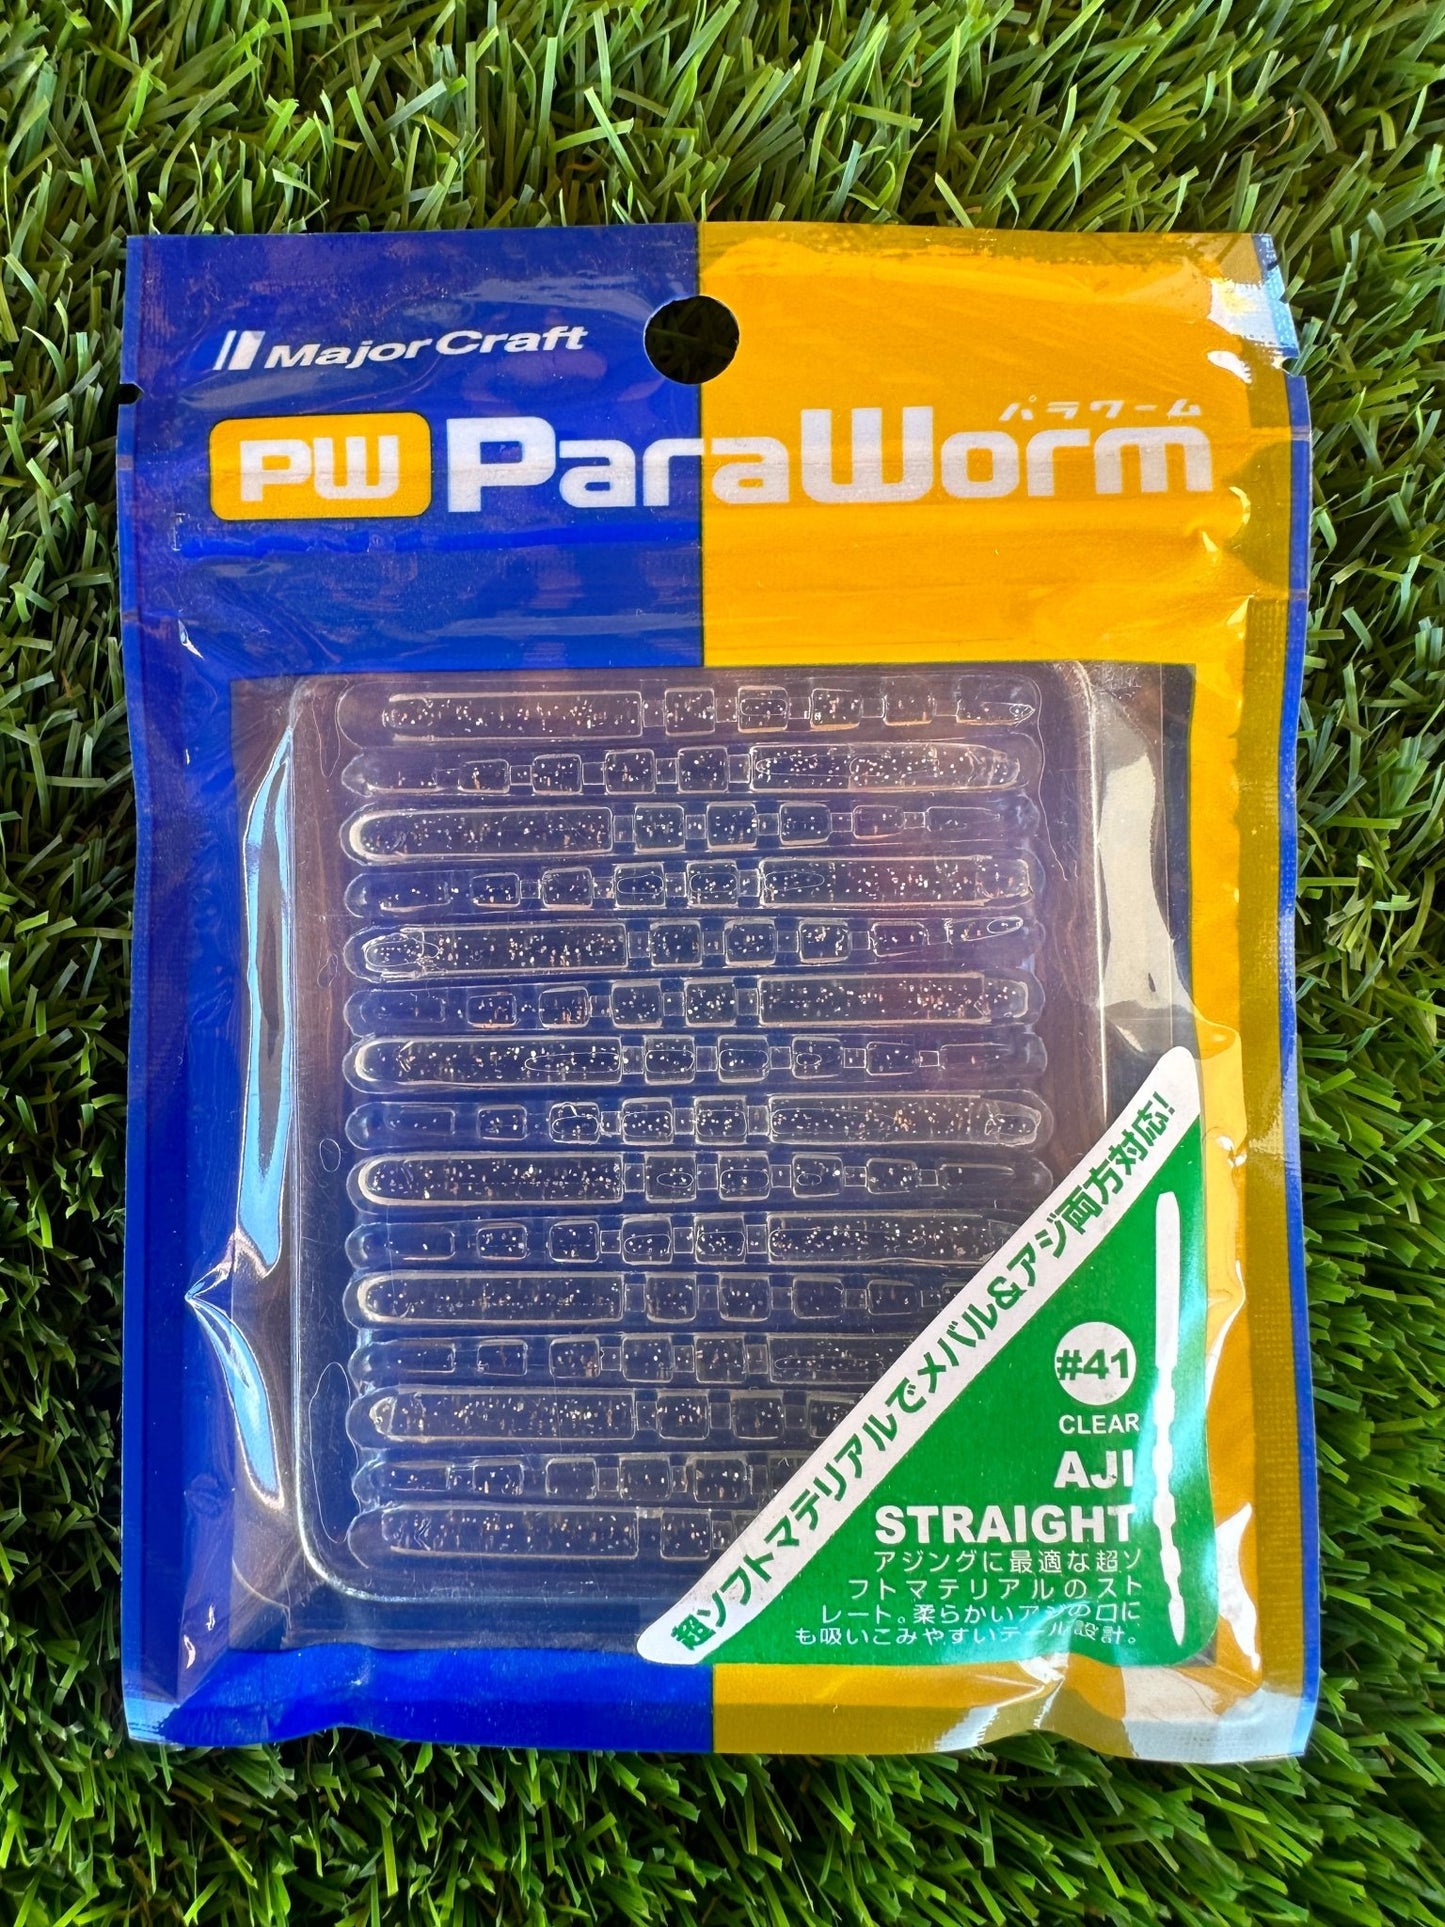 Major Craft
パラワーム
PW ParaWorm
超ソフトマテリアルでメバル&アジ両方対応!
#41
CLEAR
AJI
STRAIGHT
アジングに最適な超ソ
フトマテリアルのスト
レート。柔らかいアジの口に
も吸いこみやすいテール設計。